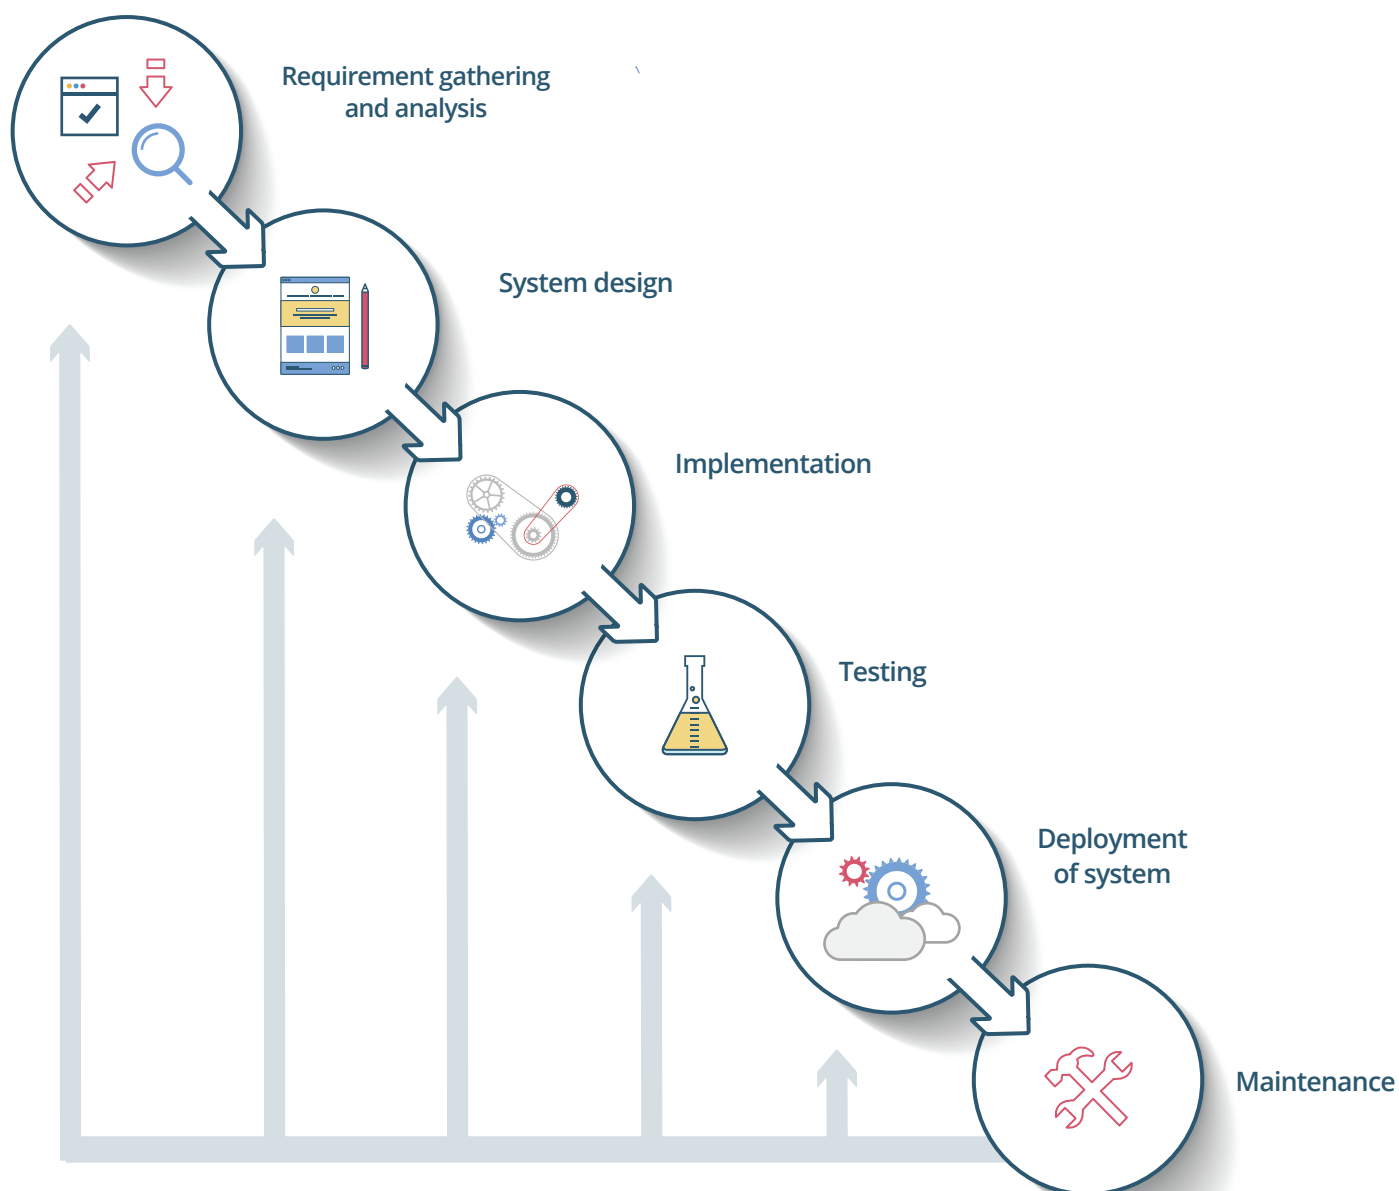 Requirement gathering
and analysis
System design
Implementation
Testing
Deployment
of system
Maintenance